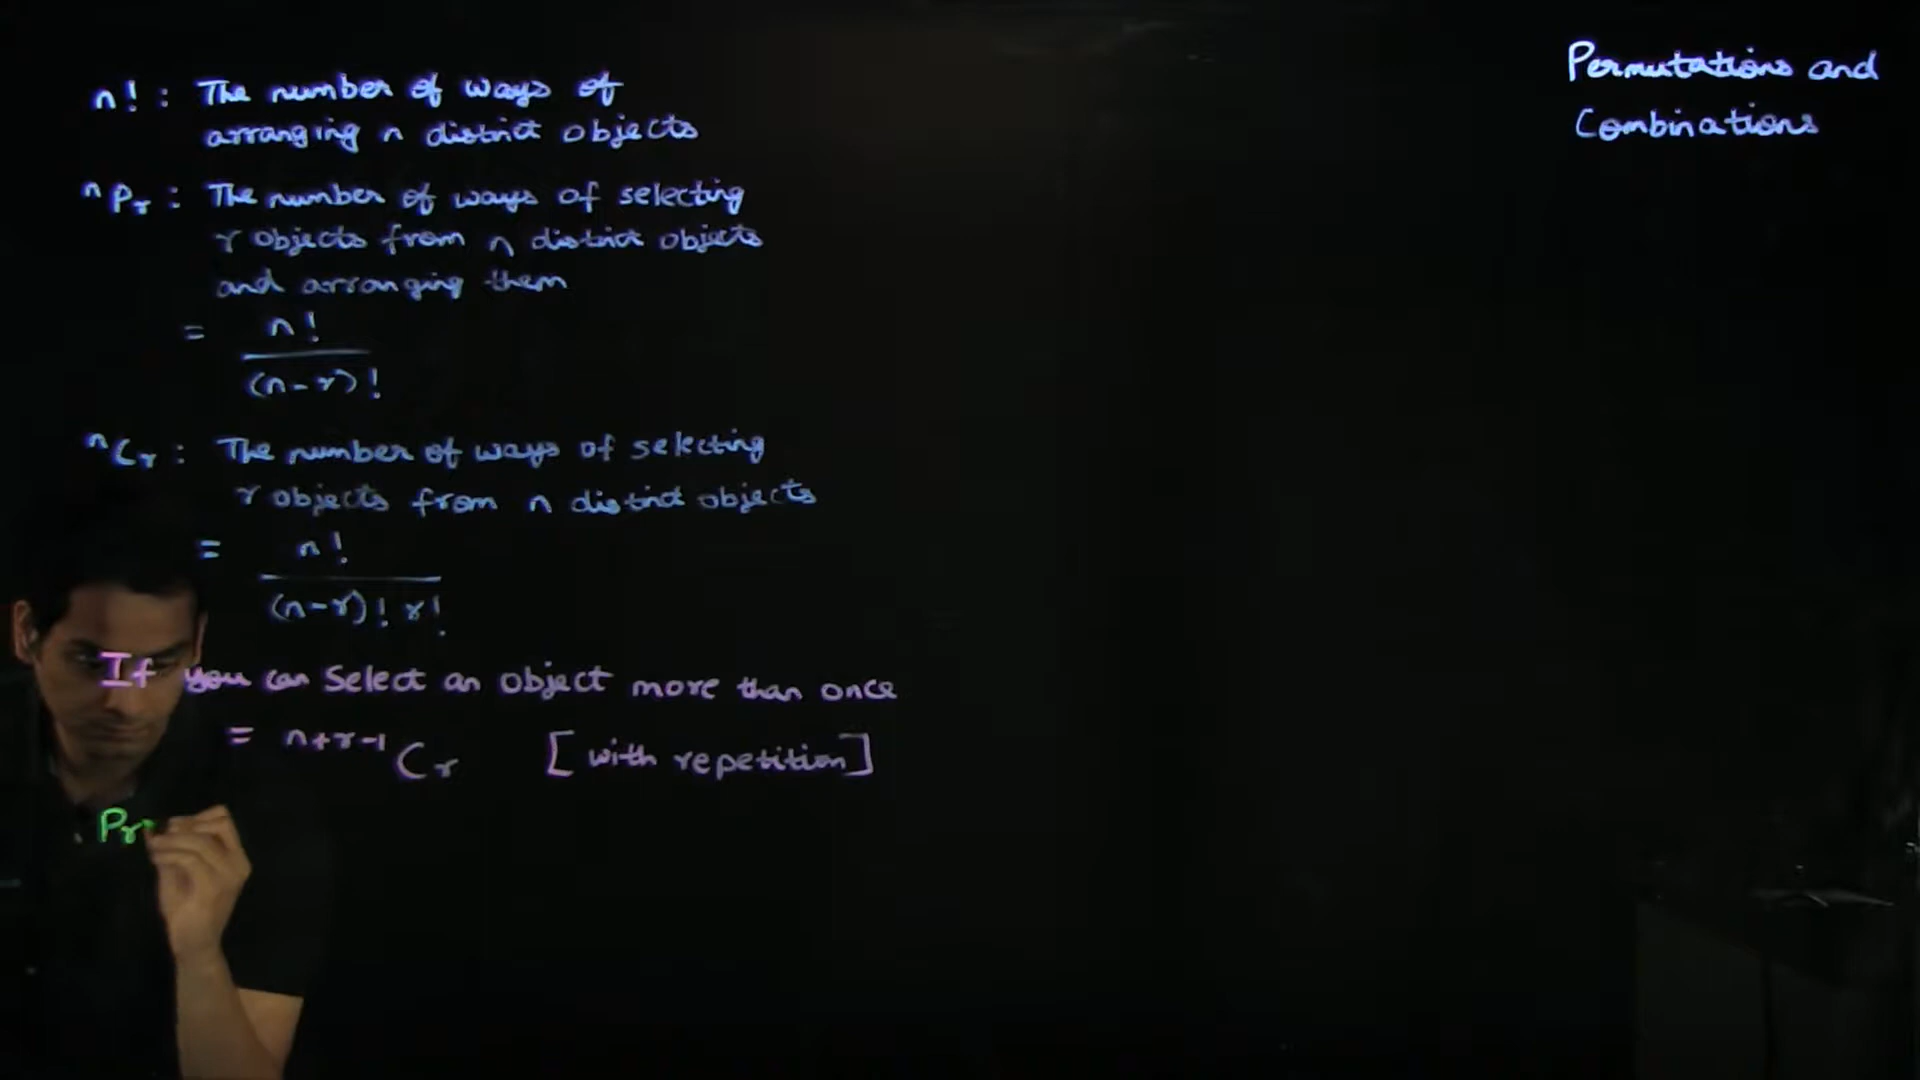 Permutations and
Combinations
n! : The number of ways of
arranging n distinct objects
ⁿPᵣ : The number of ways of selecting
r objects from n distinct objects
and arranging them
= n!
(n-r)!
ⁿCᵣ : The number of ways of selecting
r objects from n distinct objects
= n!
(n-r)! r!
If you can Select an object more than once
= ⁿ⁺ʳ⁻¹Cᵣ [with repetition]